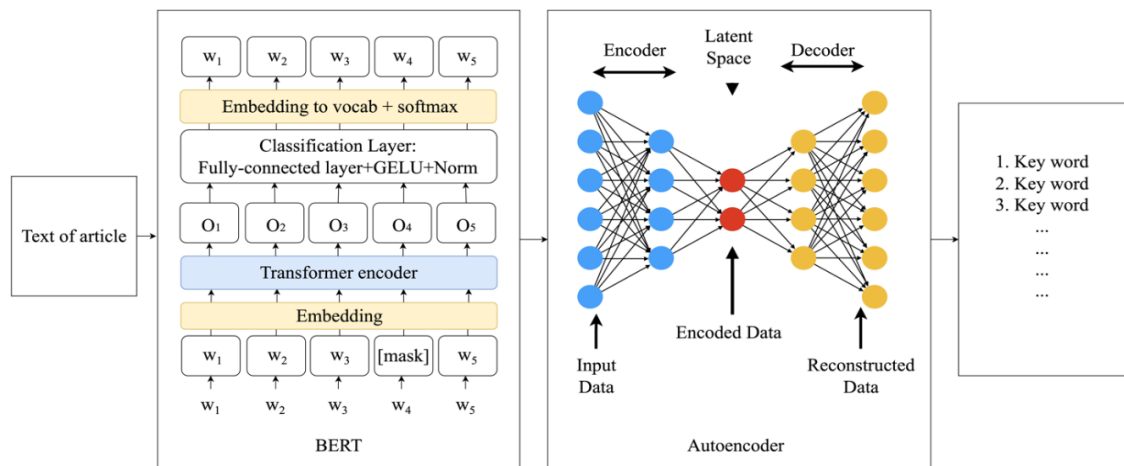 Text of article
w₁ w₂ w₃ w₄ w₅
Embedding to vocab + softmax
Classification Layer:
Fully-connected layer+GELU+Norm
O₁ O₂ O₃ O₄ O₅
Transformer encoder
Embedding
w₁ w₂ w₃ [mask] w₅
w₁ w₂ w₃ w₄ w₅
BERT
Encoder
Latent
Space
Decoder
Encoded Data
Input
Data
Reconstructed
Data
Autoencoder
1. Key word
2. Key word
3. Key word
...
...
...
...